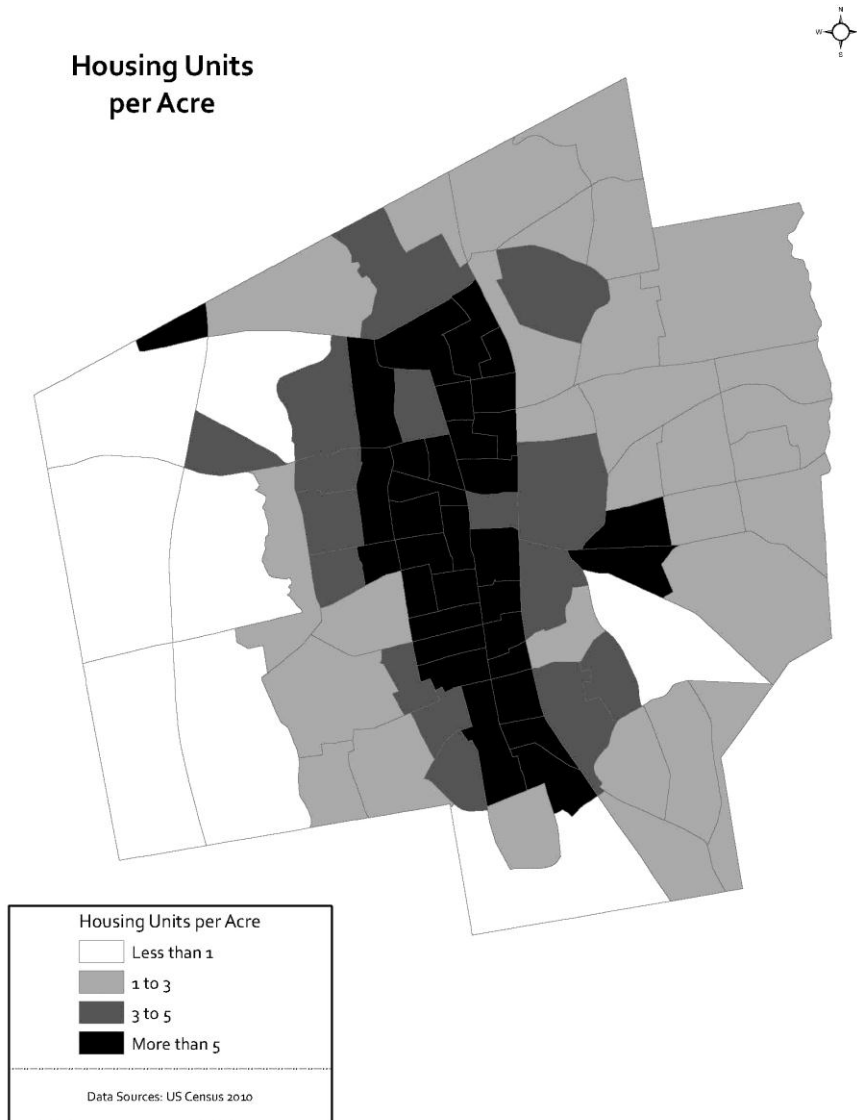 N
W
S
Housing Units
per Acre
Housing Units per Acre
Less than 1
1 to 3
3 to 5
More than 5
Data Sources: US Census 2010